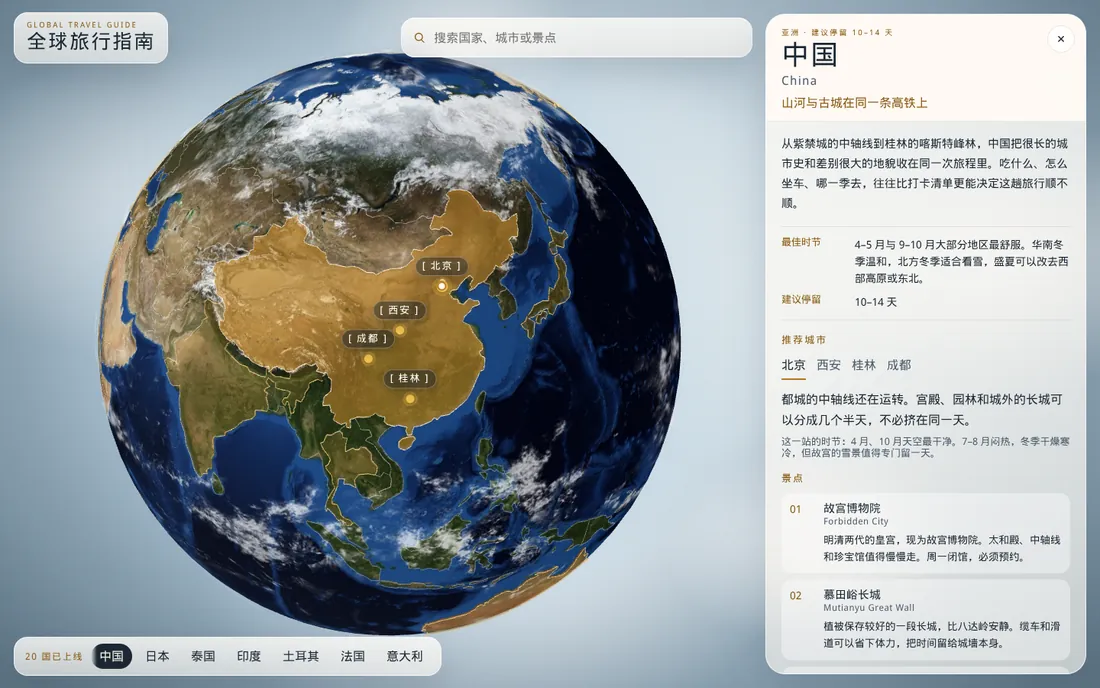 GLOBAL TRAVEL GUIDE
全球旅行指南
搜索国家、城市或景点
[ 北京 ]
[ 西安 ]
[ 成都 ]
[ 桂林 ]
20 国已上线 中国 日本 泰国 印度 土耳其 法国 意大利
亚洲 · 建议停留 10–14 天
×
中国
China
山河与古城在同一条高铁上
从紫禁城的中轴线到桂林的喀斯特峰林，中国把很长的城
市史和差别很大的地貌收在同一次旅程里。吃什么、怎么
坐车、哪一季去，往往比打卡清单更能决定这趟旅行顺不
顺。
最佳时节 4–5 月与 9–10 月大部分地区最舒服。华南冬
季温和，北方冬季适合看雪，盛夏可以改去西
部高原或东北。
建议停留 10–14 天
推荐城市
北京 西安 桂林 成都
都城的中轴线还在运转。宫殿、园林和城外的长城可
以分成几个半天，不必挤在同一天。
这一站的时节：4 月、10 月天空最干净。7–8 月闷热，冬季干燥寒
冷，但故宫的雪景值得专门留一天。
景点
01 故宫博物院
Forbidden City
明清两代的皇宫，现为故宫博物院。太和殿、中轴线
和珍宝馆值得慢慢走。周一闭馆，必须预约。
02 慕田峪长城
Mutianyu Great Wall
植被保存较好的一段长城，比八达岭安静。缆车和滑
道可以省下体力，把时间留给城墙本身。